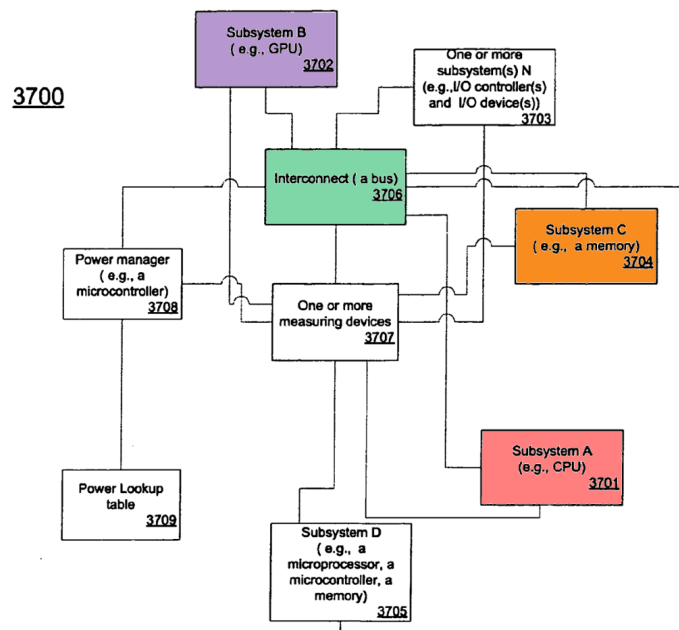 Subsystem B
( e.g., GPU)
3702
One or more
subsystem(s) N
(e.g.,I/O controller(s)
and I/O device(s))
3703
3700
Interconnect ( a bus)
3706
Subsystem C
( e.g., a memory)
3704
Power manager
( e.g., a
microcontroller)
3708
One or more
measuring devices
3707
Subsystem A
(e.g., CPU)
3701
Power Lookup
table
3709
Subsystem D
( e.g., a
microprocessor, a
microcontroller, a
memory)
3705